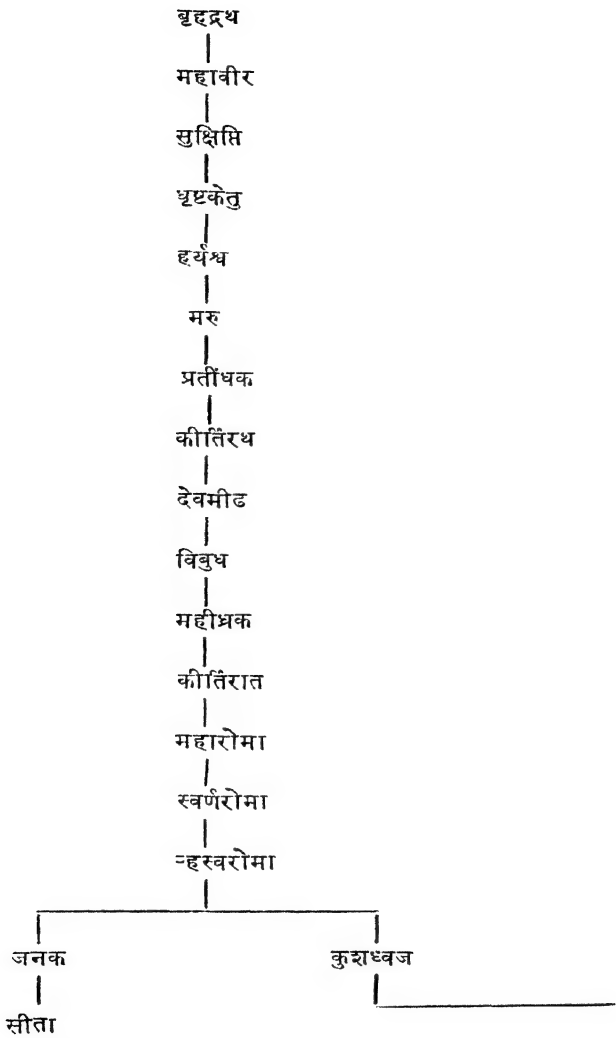 बृहद्रथ
महावीर
सुक्षिप्ति
धृष्टकेतु
हर्यश्व
मरु
प्रतींधक
कीर्तिरथ
देवमीढ
विबुध
महीध्रक
कीर्तिरात
महारोमा
स्वर्णरोमा
ऱ्हस्वरोमा
जनक कुशध्वज
सीता